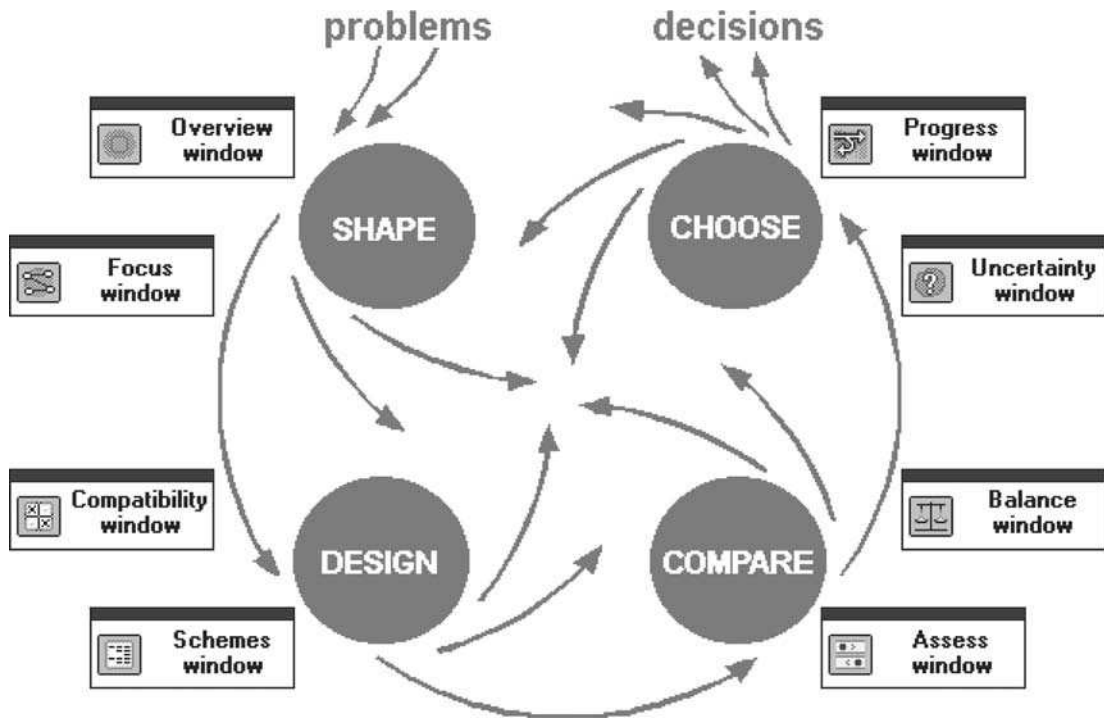 problems
decisions
Overview
window
Progress
window
SHAPE
CHOOSE
Focus
window
Uncertainty
window
Compatibility
window
Balance
window
DESIGN
COMPARE
Schemes
window
Assess
window